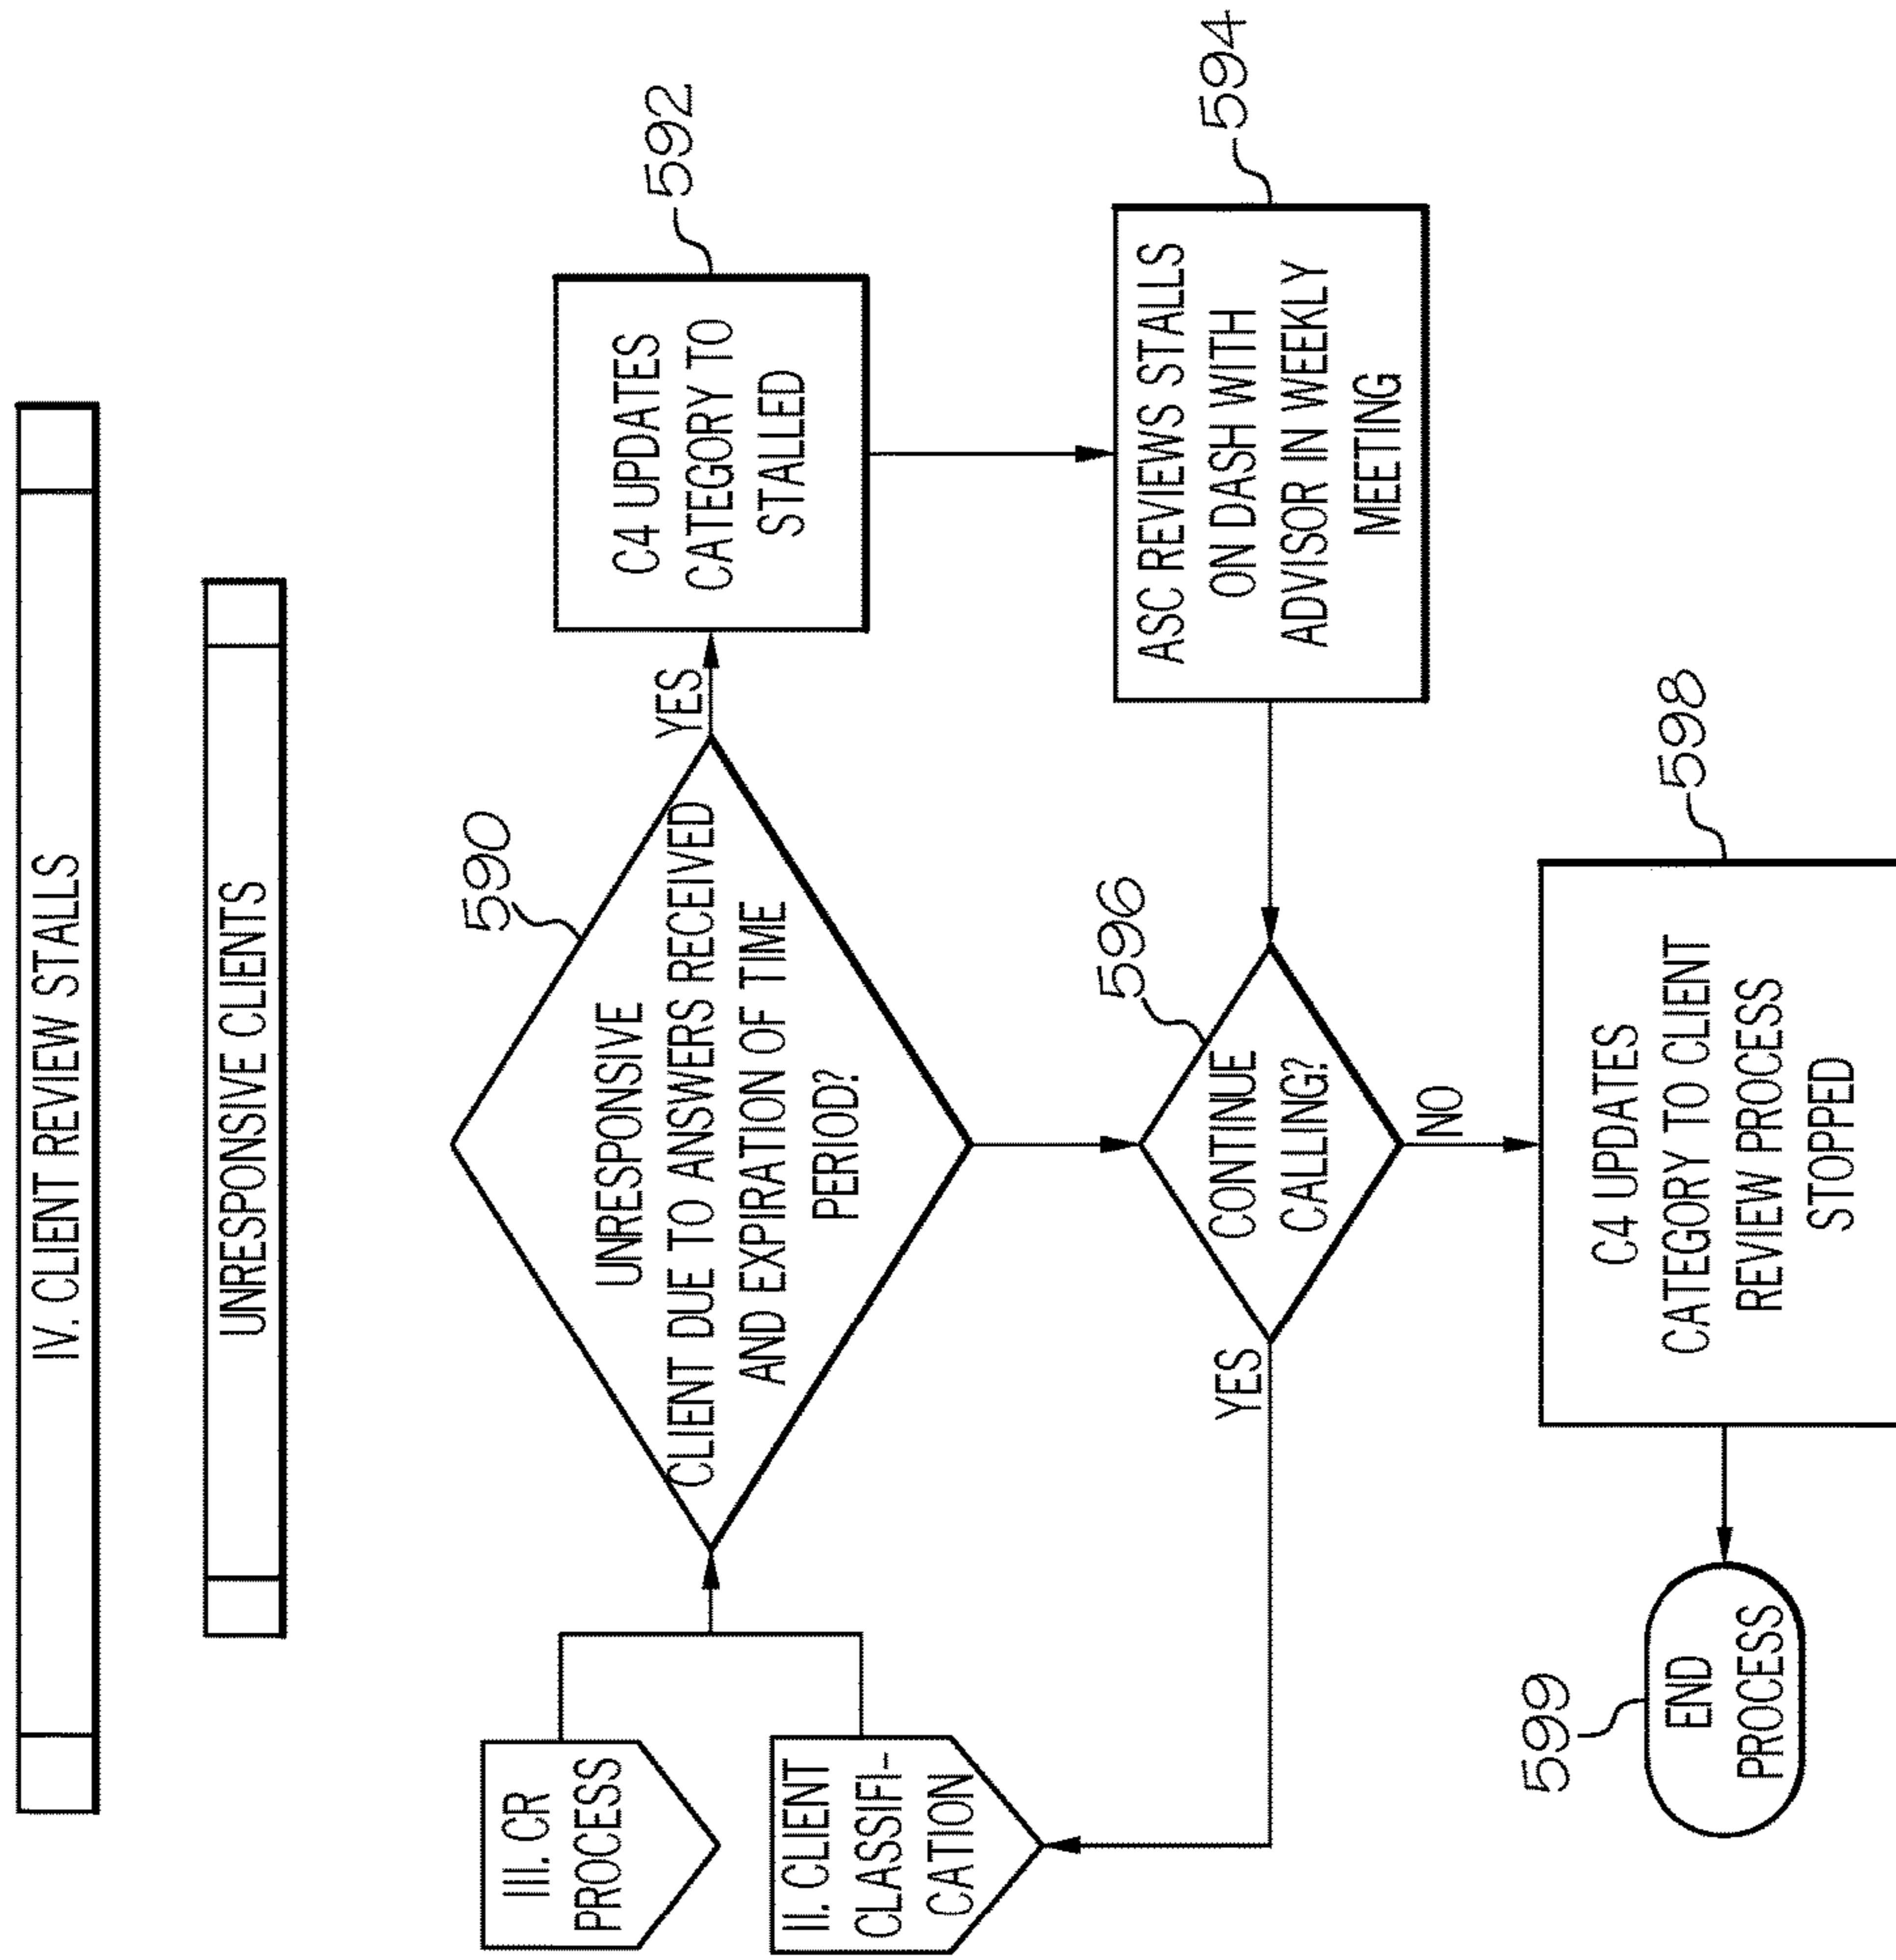 IV. CLIENT REVIEW STALLS
UNRESPONSIVE CLIENTS
III. CR
PROCESS
II. CLIENT
CLASSIFI-
CATION
590
UNRESPONSIVE
CLIENT DUE TO ANSWERS RECEIVED
AND EXPIRATION OF TIME
PERIOD?
YES
592
C4 UPDATES
CATEGORY TO
STALLED
594
ASC REVIEWS STALLS
ON DASH WITH
ADVISOR IN WEEKLY
MEETING
596
CONTINUE
CALLING?
YES
NO
598
C4 UPDATES
CATEGORY TO CLIENT
REVIEW PROCESS
STOPPED
599
END
PROCESS